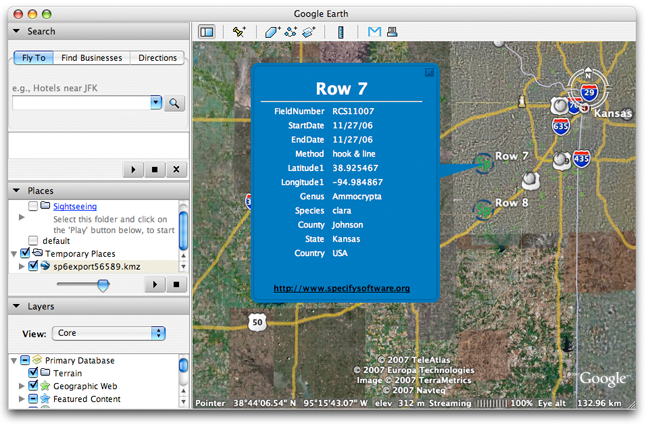 Google Earth
Search
Fly To Find Businesses Directions
e.g., Hotels near JFK
Places
Sightseeing
Select this folder and click on
the 'Play' button below, to start
default
Temporary Places
sp6export56589.kmz
Layers
View: Core
Primary Database
Terrain
Geographic Web
Featured Content
Row 7
FieldNumber RCS11007
StartDate 11/27/06
EndDate 11/27/06
Method hook & line
Latitude1 38.925467
Longitude1 -94.984867
Genus Ammocrypta
Species clara
County Johnson
State Kansas
Country USA
http://www.specifysoftware.org
N
29
70
Kansas
635
435
Row 7
Row 8
50
© 2007 TeleAtlas
© 2007 Europa Technologies
Image © 2007 TerraMetrics
© 2007 Navteq
Google
Pointer 38°44'06.54" N 95°15'43.07" W elev 312 m Streaming 100% Eye alt 132.96 km